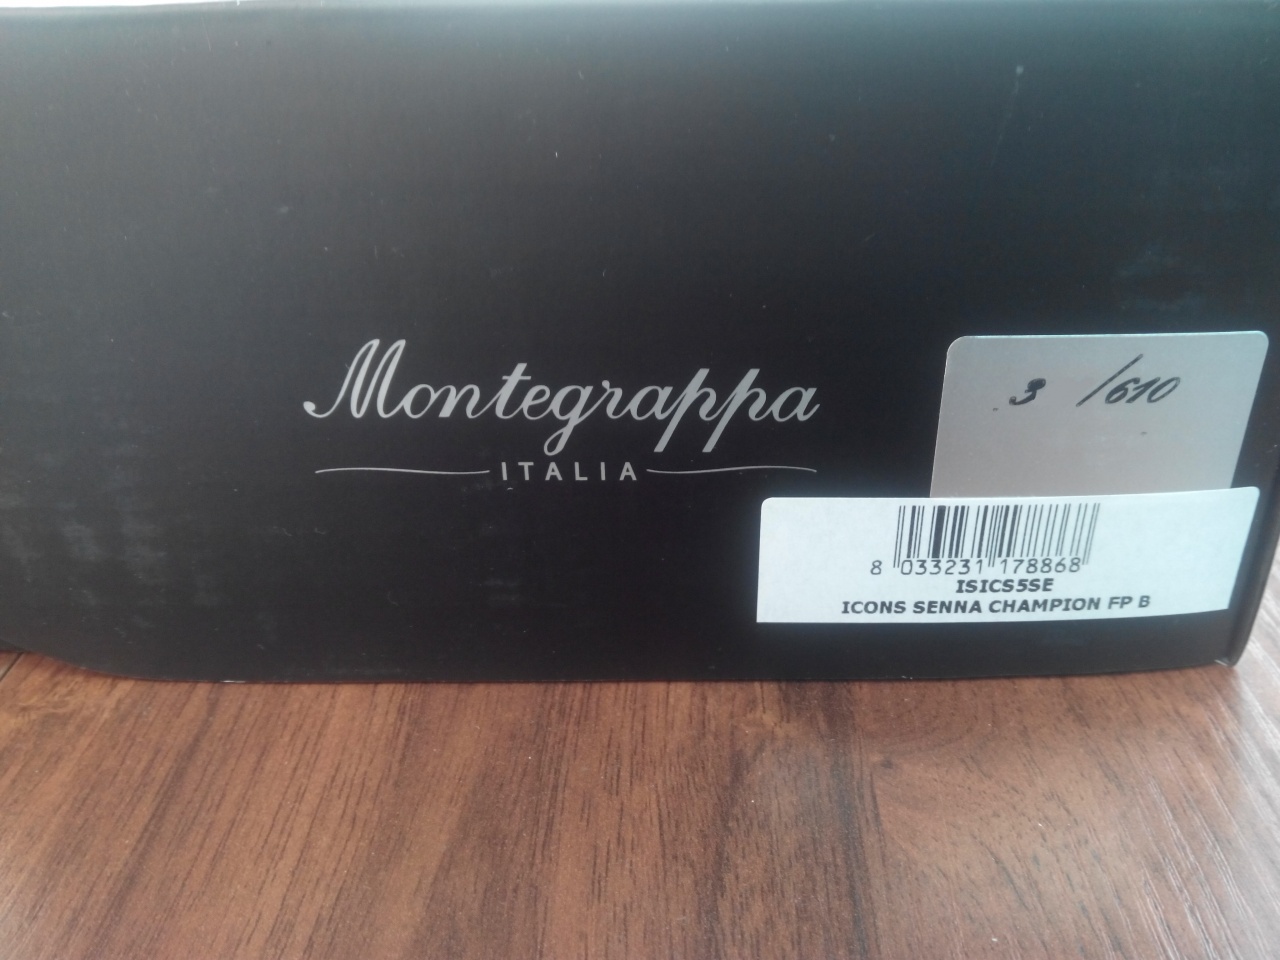 Montegrappa
ITALIA
3 /610
8 033231 178868
ISICS5SE
ICONS SENNA CHAMPION FP B